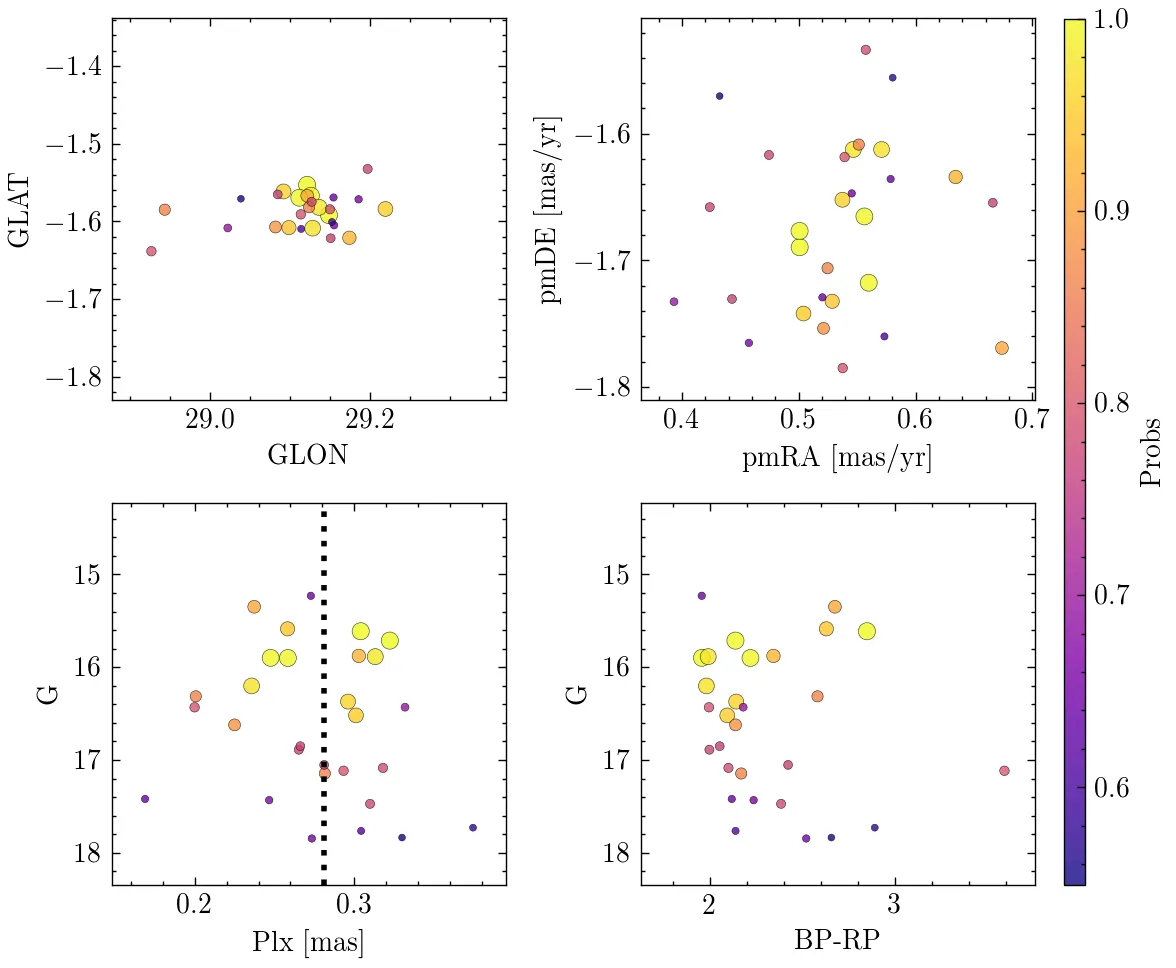 −1.4
−1.5
−1.6
−1.7
−1.8
GLAT
29.0 29.2
GLON
−1.6
−1.7
−1.8
pmDE [mas/yr]
0.4 0.5 0.6 0.7
pmRA [mas/yr]
15
16
17
18
G
0.2 0.3
Plx [mas]
15
16
17
18
G
2 3
BP-RP
1.0
0.9
0.8
0.7
0.6
Probs